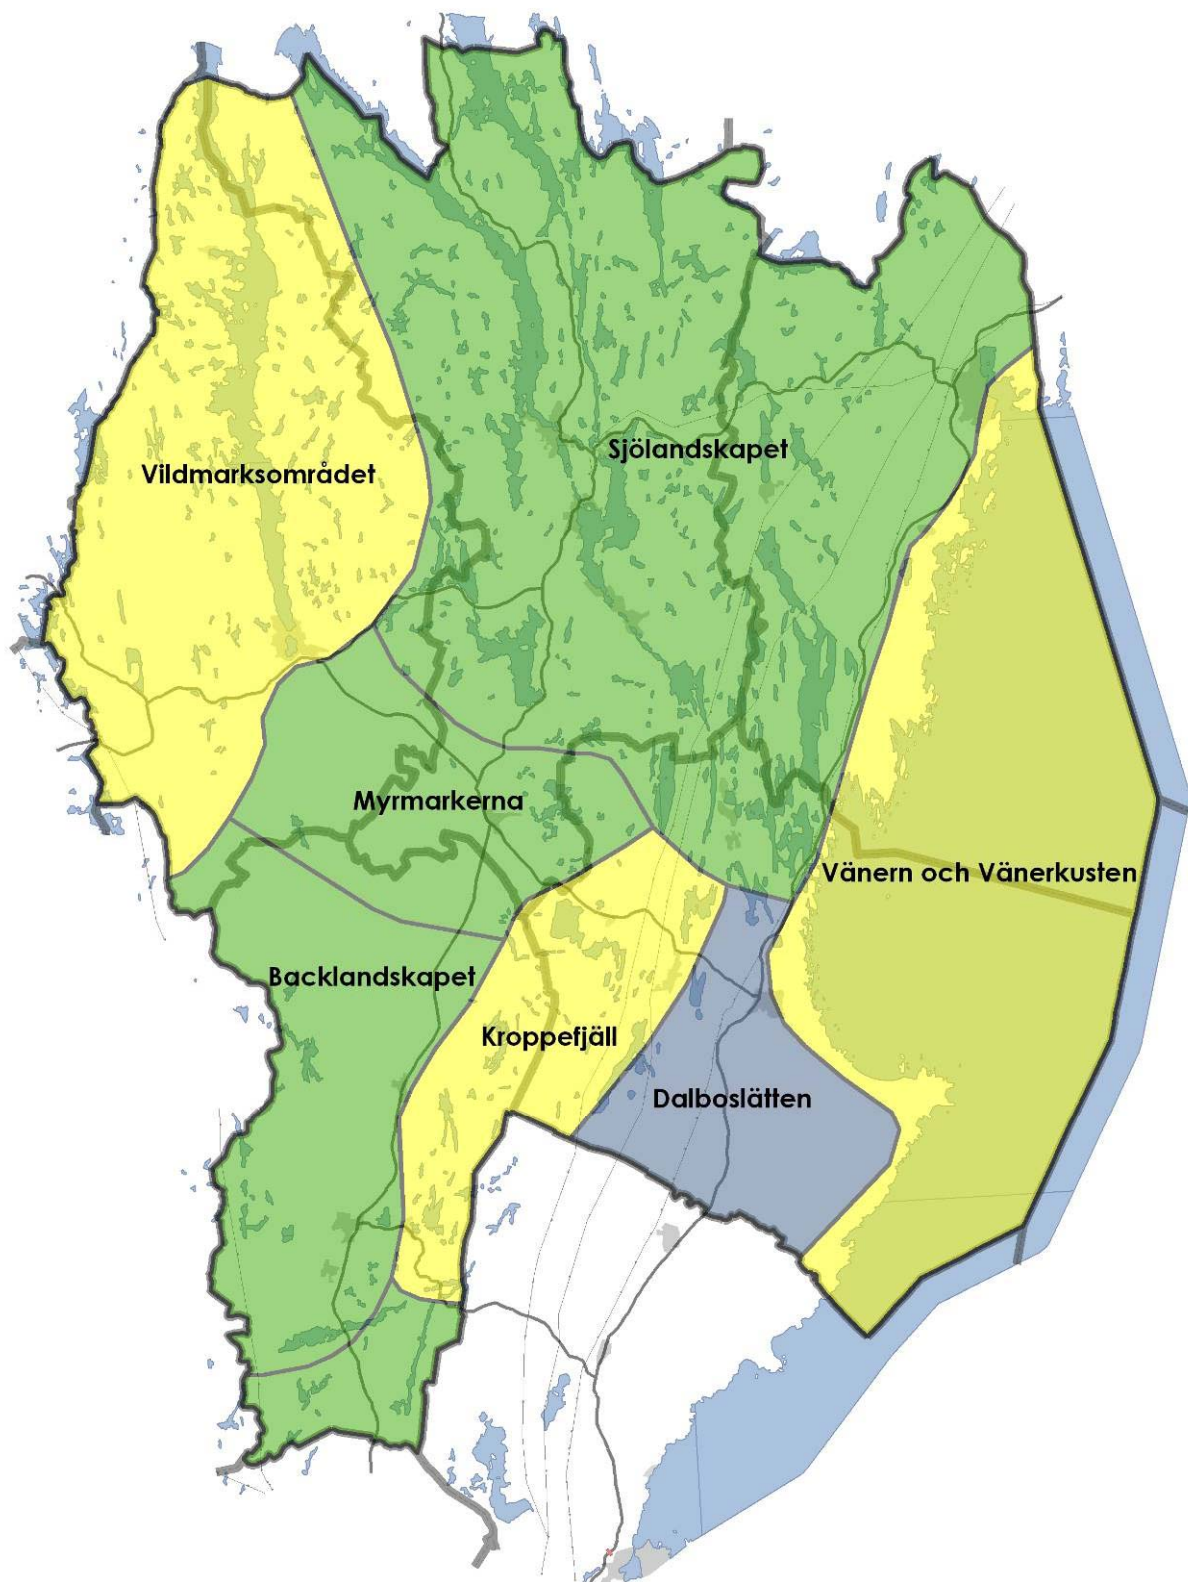 Sjölandskapet
Vildmarksområdet
Myrmarkerna
Vänern och Vänerkusten
Backlandskapet
Kroppefjäll
Dalboslätten